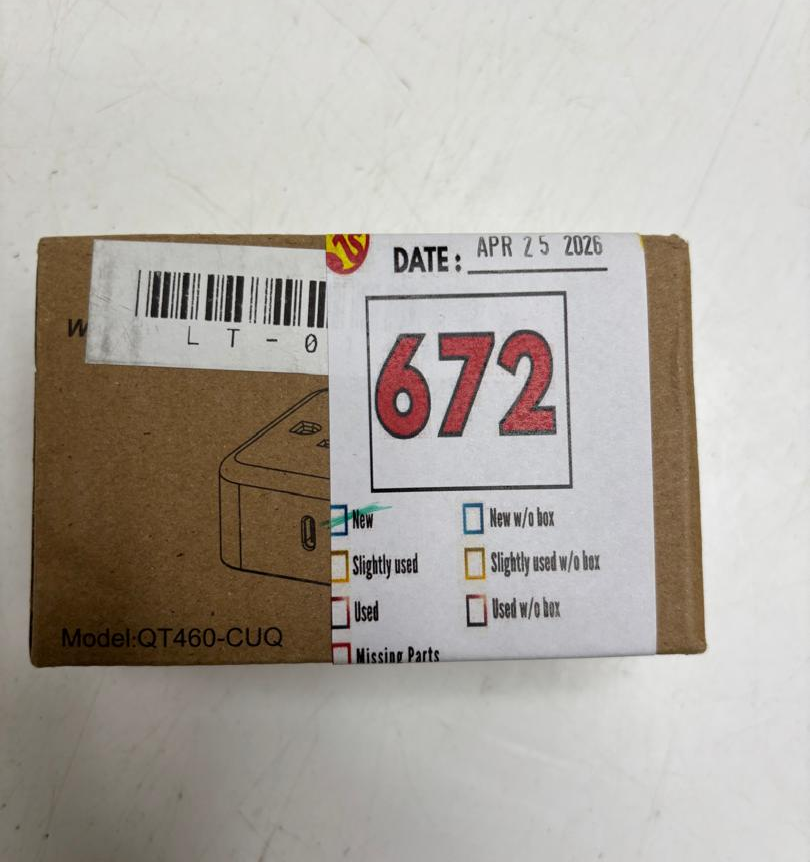 DATE: APR 25 2026
LT-0
672
New
New w/o box
Slightly used
Slightly used w/o box
Used
Used w/o box
Missing Parts
Model:QT460-CUQ